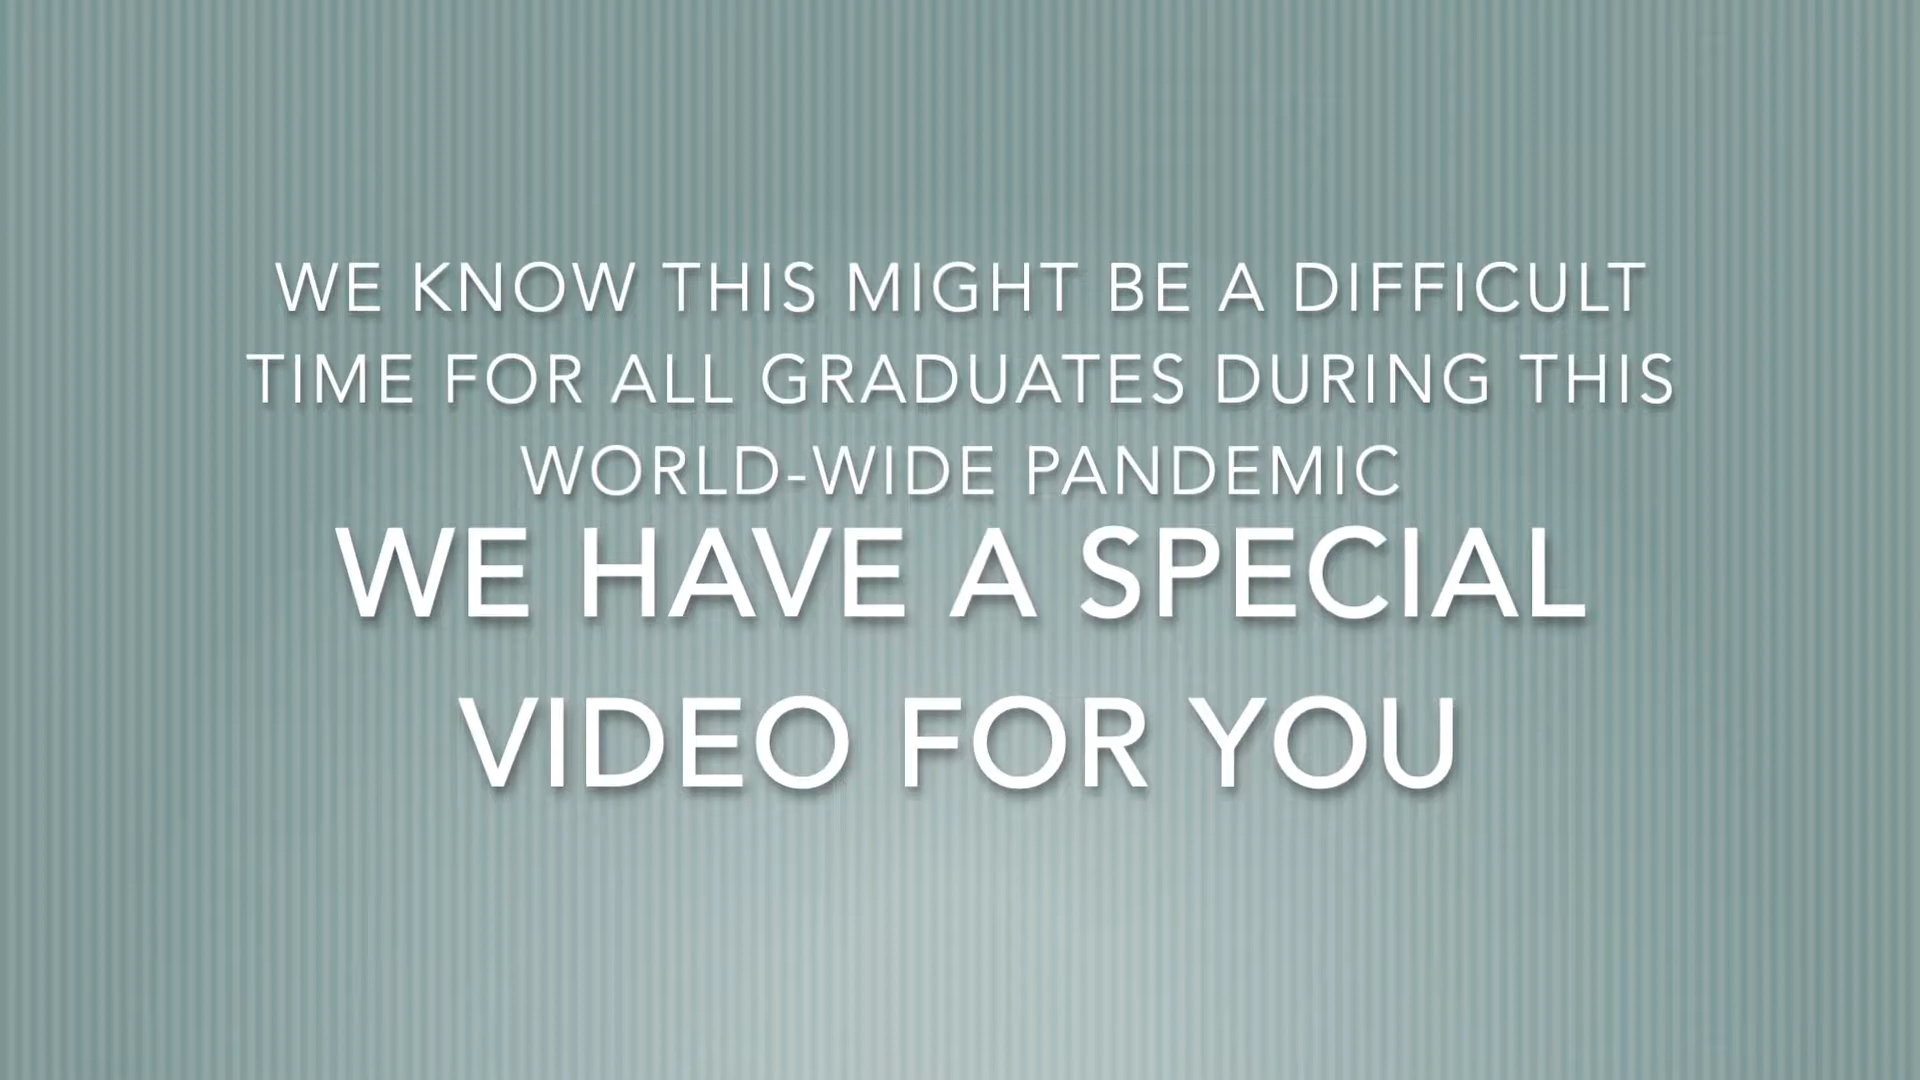 WE KNOW THIS MIGHT BE A DIFFICULT
TIME FOR ALL GRADUATES DURING THIS
WORLD-WIDE PANDEMIC
WE HAVE A SPECIAL
VIDEO FOR YOU